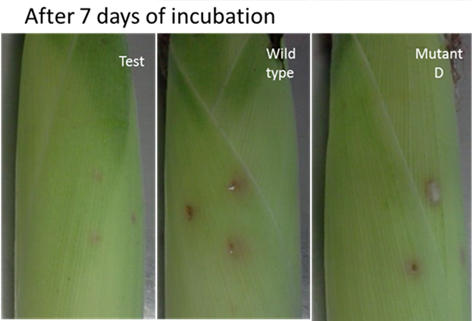 After 7 days of incubation
Test
Wild
type
Mutant
D